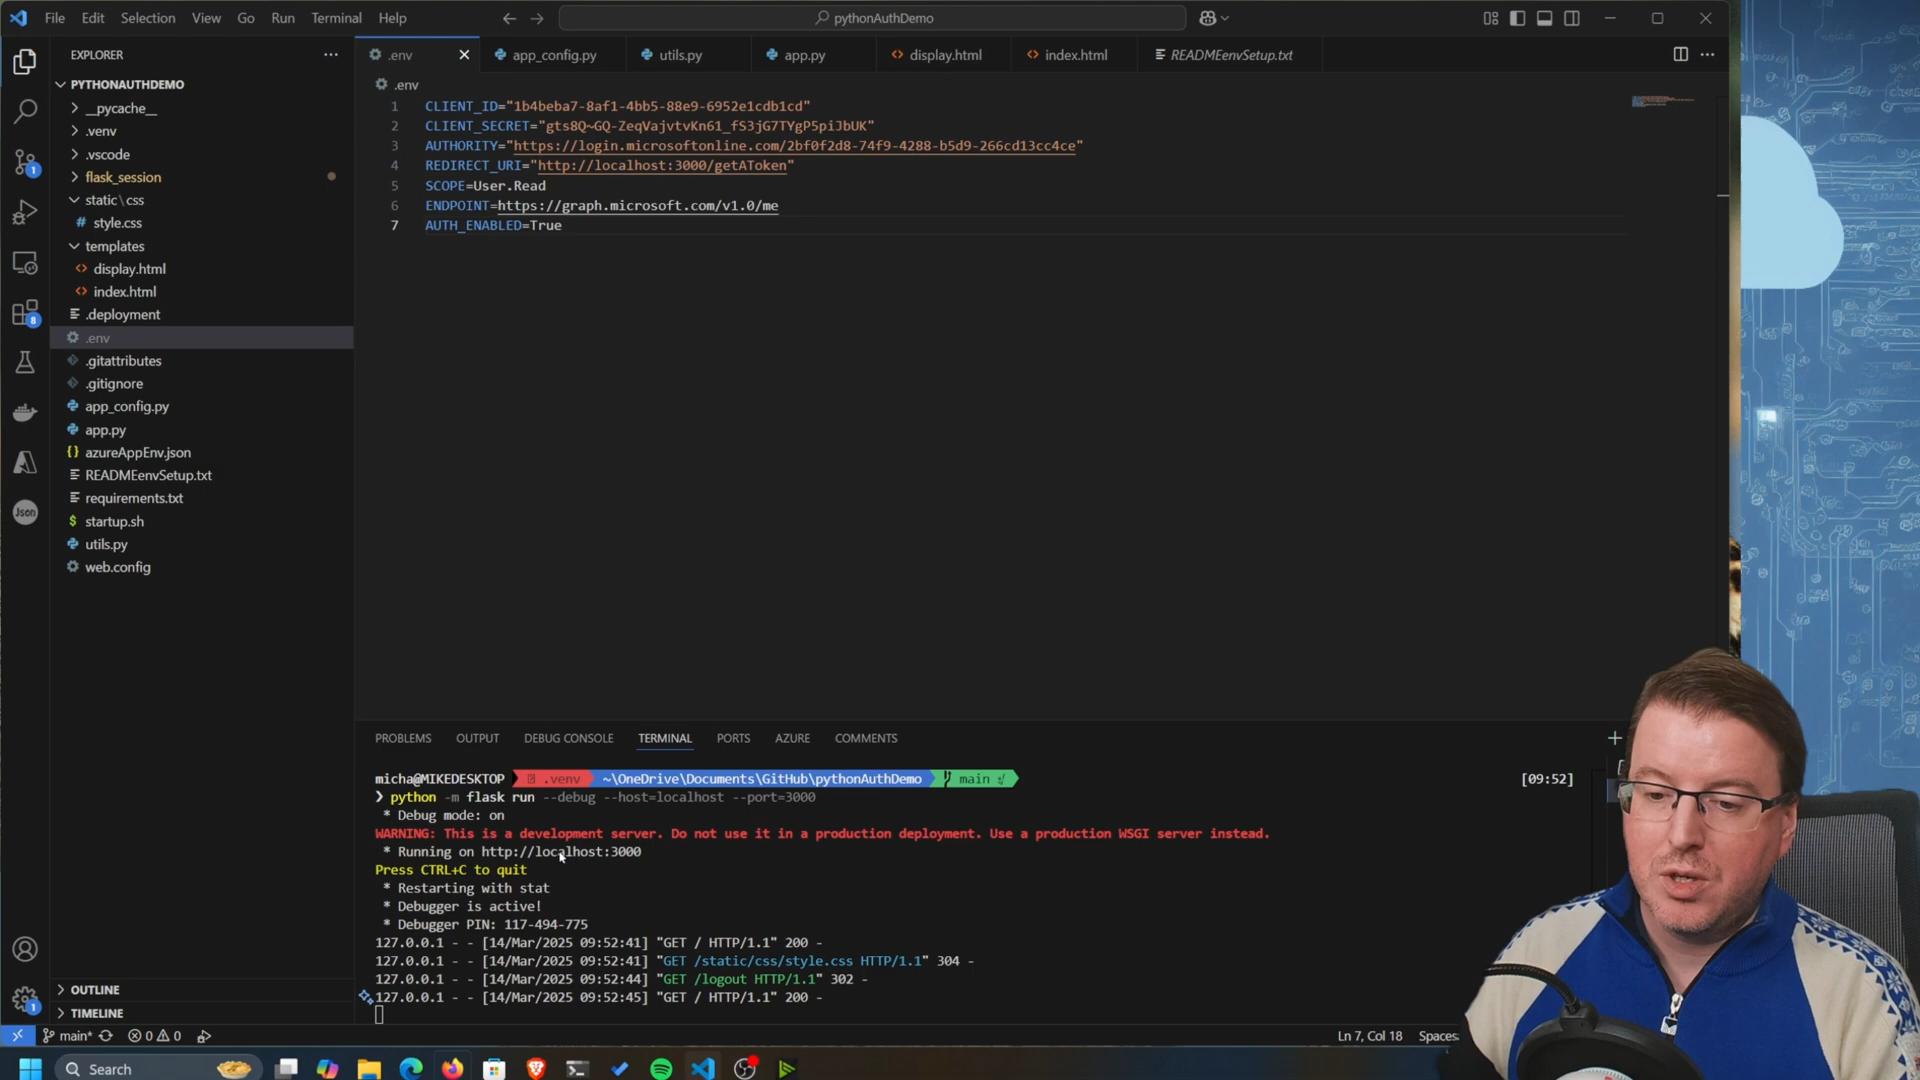 File Edit Selection View Go Run Terminal Help
pythonAuthDemo
EXPLORER
.env
app_config.py
utils.py
app.py
display.html
index.html
READMEenvSetup.txt
PYTHONAUTHDEMO
__pycache__
.venv
.vscode
flask_session
static\css
style.css
templates
display.html
index.html
.deployment
.env
.gitattributes
.gitignore
app_config.py
app.py
azureAppEnv.json
READMEenvSetup.txt
requirements.txt
startup.sh
utils.py
web.config
OUTLINE
TIMELINE
1
8
Json
1
.env
1 CLIENT_ID="1b4beba7-8af1-4bb5-88e9-6952e1cdb1cd"
2 CLIENT_SECRET="gts8Q~GQ-ZeqVajvtvKn61_fS3jG7TYgP5piJbUK"
3 AUTHORITY="https://login.microsoftonline.com/2bf0f2d8-74f9-4288-b5d9-266cd13cc4ce"
4 REDIRECT_URI="http://localhost:3000/getAToken"
5 SCOPE=User.Read
6 ENDPOINT=https://graph.microsoft.com/v1.0/me
7 AUTH_ENABLED=True
PROBLEMS OUTPUT DEBUG CONSOLE TERMINAL PORTS AZURE COMMENTS
micha@MIKEDESKTOP .venv ~\OneDrive\Documents\GitHub\pythonAuthDemo main [09:52]
❯ python -m flask run --debug --host=localhost --port=3000
* Debug mode: on
WARNING: This is a development server. Do not use it in a production deployment. Use a production WSGI server instead.
* Running on http://localhost:3000
Press CTRL+C to quit
* Restarting with stat
* Debugger is active!
* Debugger PIN: 117-494-775
127.0.0.1 - - [14/Mar/2025 09:52:41] "GET / HTTP/1.1" 200 -
127.0.0.1 - - [14/Mar/2025 09:52:41] "GET /static/css/style.css HTTP/1.1" 304 -
127.0.0.1 - - [14/Mar/2025 09:52:44] "GET /logout HTTP/1.1" 302 -
127.0.0.1 - - [14/Mar/2025 09:52:45] "GET / HTTP/1.1" 200 -
main* 0 0
Ln 7, Col 18 Spaces
Search